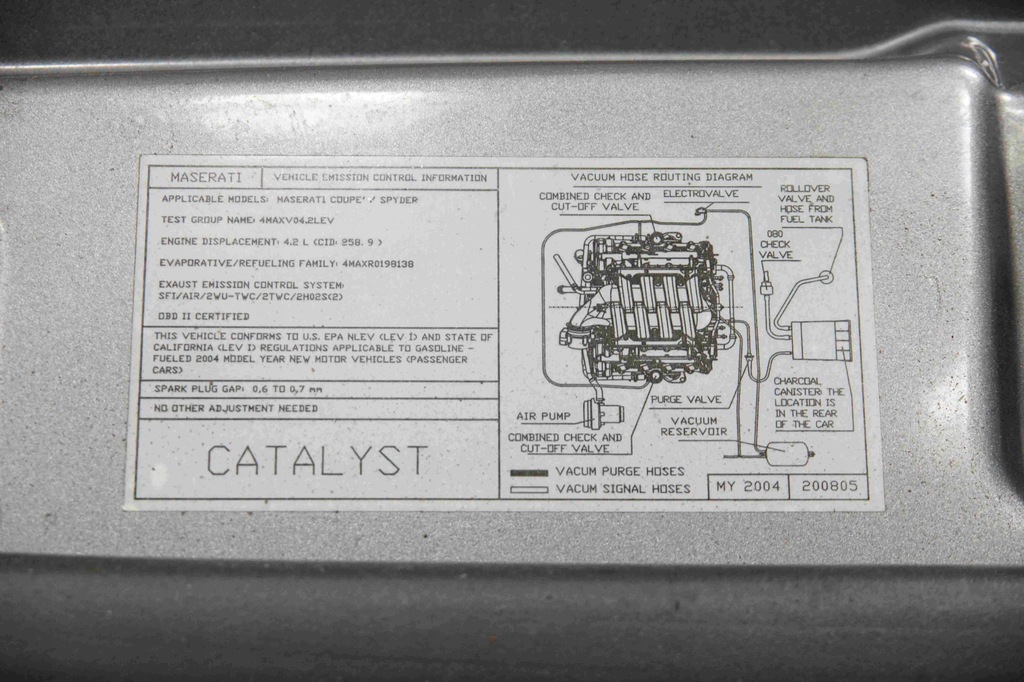 MASERATI
VEHICLE EMISSION CONTROL INFORMATION
APPLICABLE MODELS: MASERATI COUPE' / SPYDER
TEST GROUP NAME: 4MAXV04.2LEV
ENGINE DISPLACEMENT: 4.2 L (CID: 258. 9 )
EVAPORATIVE/REFUELING FAMILY: 4MAXR0198138
EXAUST EMISSION CONTROL SYSTEM:
SFI/AIR/2WU-TWC/2TWC/2HO2S(2)
OBD II CERTIFIED
THIS VEHICLE CONFORMS TO U.S. EPA NLEV (LEV I) AND STATE OF
CALIFORNIA (LEV I) REGULATIONS APPLICABLE TO GASOLINE -
FUELED 2004 MODEL YEAR NEW MOTOR VEHICLES (PASSENGER
CARS)
SPARK PLUG GAP: 0,6 TO 0,7 mm
NO OTHER ADJUSTMENT NEEDED
CATALYST
VACUUM HOSE ROUTING DIAGRAM
COMBINED CHECK AND
CUT-OFF VALVE
ELECTROVALVE
ROLLOVER
VALVE AND
HOSE FROM
FUEL TANK
080
CHECK
VALVE
CHARCOAL
CANISTER: THE
LOCATION IS
IN THE REAR
OF THE CAR
PURGE VALVE
AIR PUMP
VACUUM
RESERVOIR
COMBINED CHECK AND
CUT-OFF VALVE
VACUM PURGE HOSES
VACUM SIGNAL HOSES
MY 2004
200805